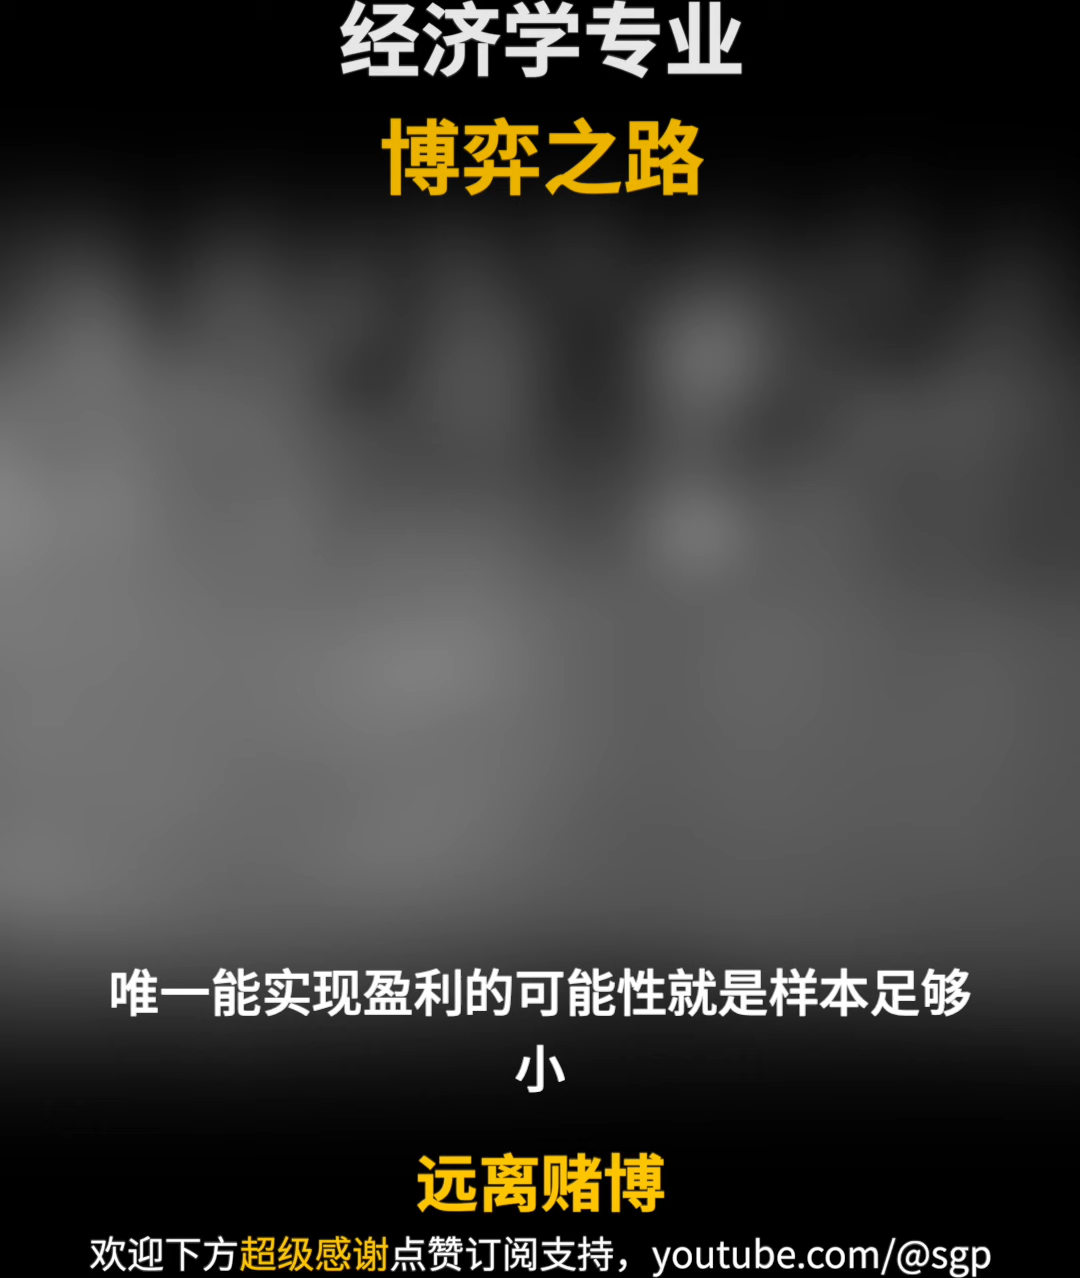 经济学专业
博弈之路
唯一能实现盈利的可能性就是样本足够
小
远离赌博
欢迎下方超级感谢点赞订阅支持，youtube.com/@sgp